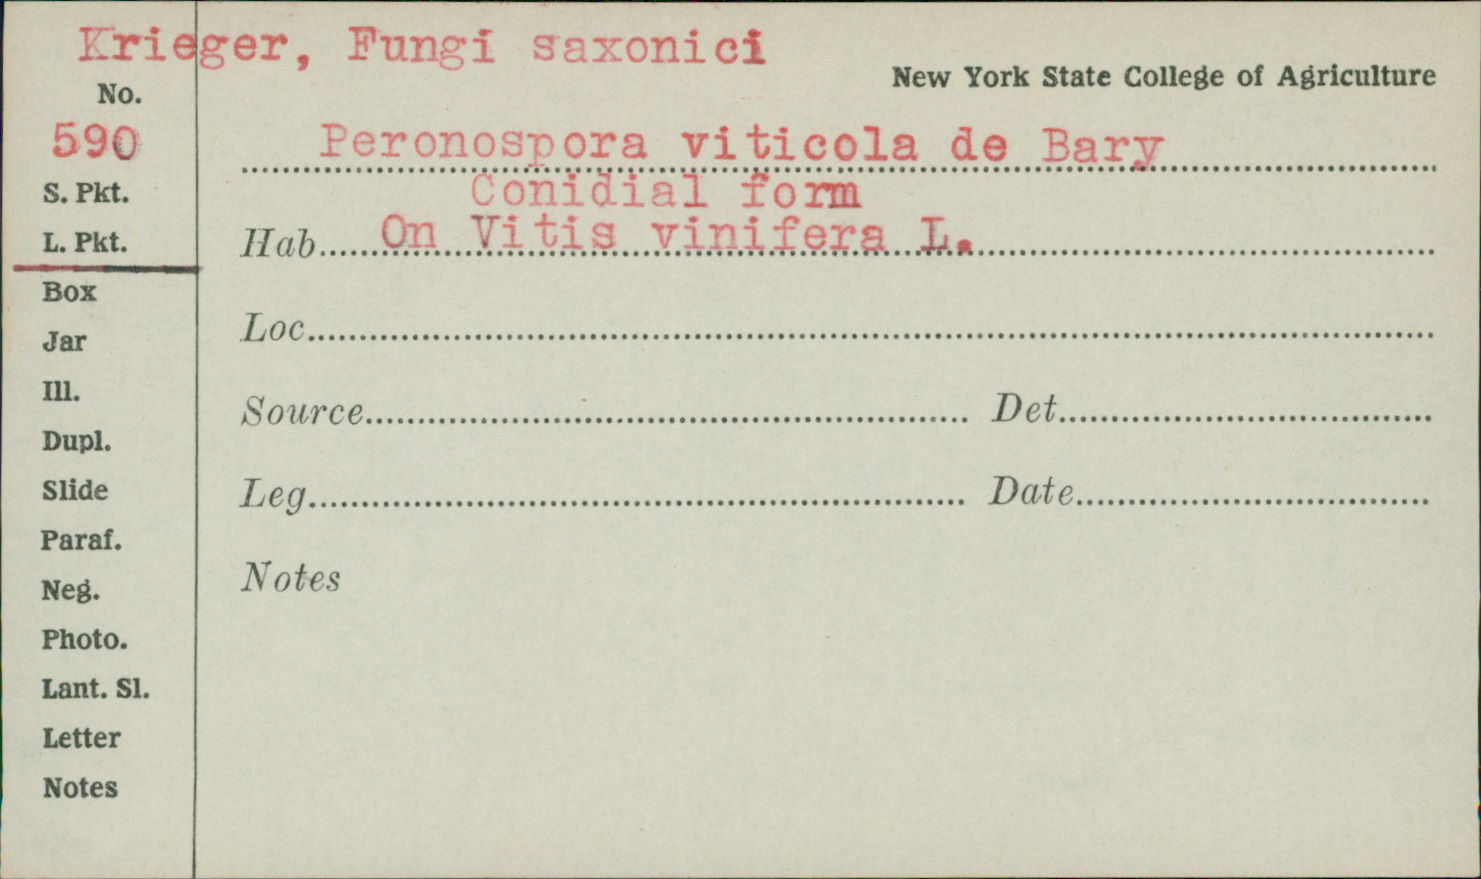 Krieger, Fungi saxonici
New York State College of Agriculture
No.
590
Peronospora viticola de Bary
Conidial form
S. Pkt.
L. Pkt.
Hab. On Vitis vinifera L.
Box
Loc
Jar
Ill.
Source Det
Dupl.
Slide
Leg Date
Paraf.
Notes
Neg.
Photo.
Lant. Sl.
Letter
Notes